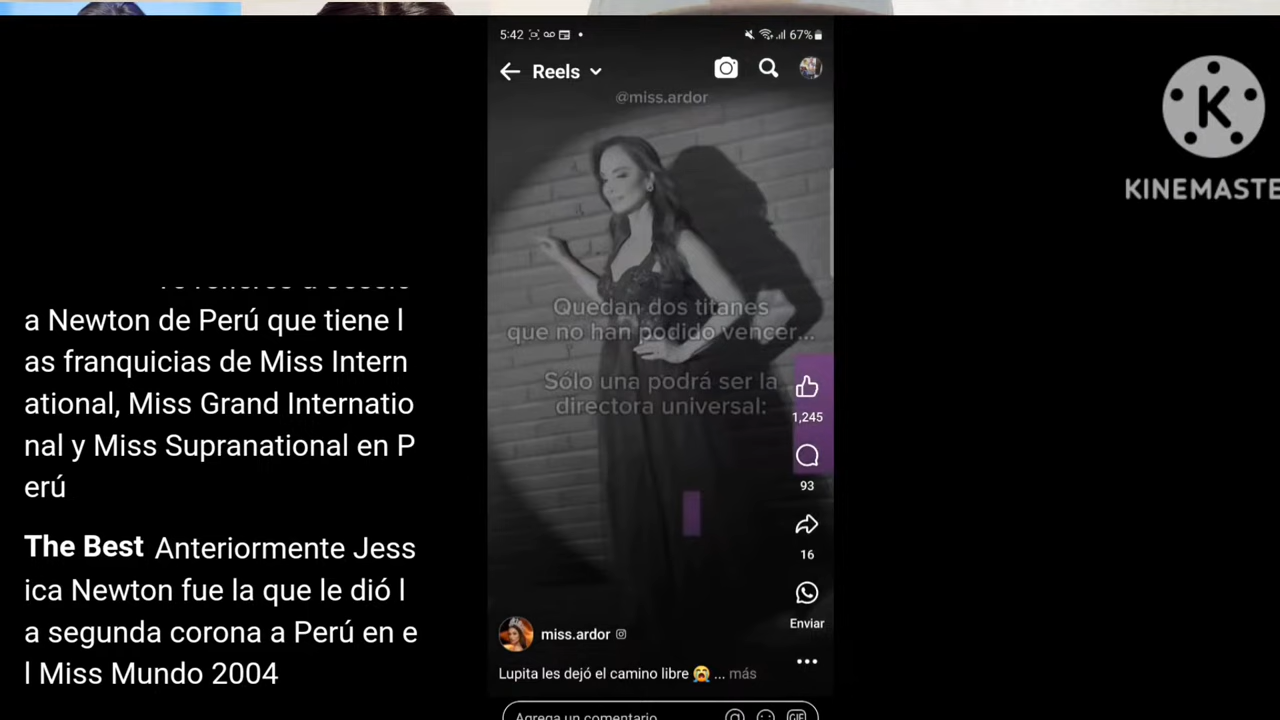 5:42
67%
Reels
@miss.ardor
KINEMASTE
a Newton de Perú que tiene l
as franquicias de Miss Intern
ational, Miss Grand Internatio
nal y Miss Supranational en P
erú
The Best Anteriormente Jess
ica Newton fue la que le dió l
a segunda corona a Perú en e
l Miss Mundo 2004
Quedan dos titanes
que no han podido vencer...
Sólo una podrá ser la
directora universal:
1,245
93
16
Enviar
miss.ardor
Lupita les dejó el camino libre 😭 ... más
Agrega un comentario
GIF